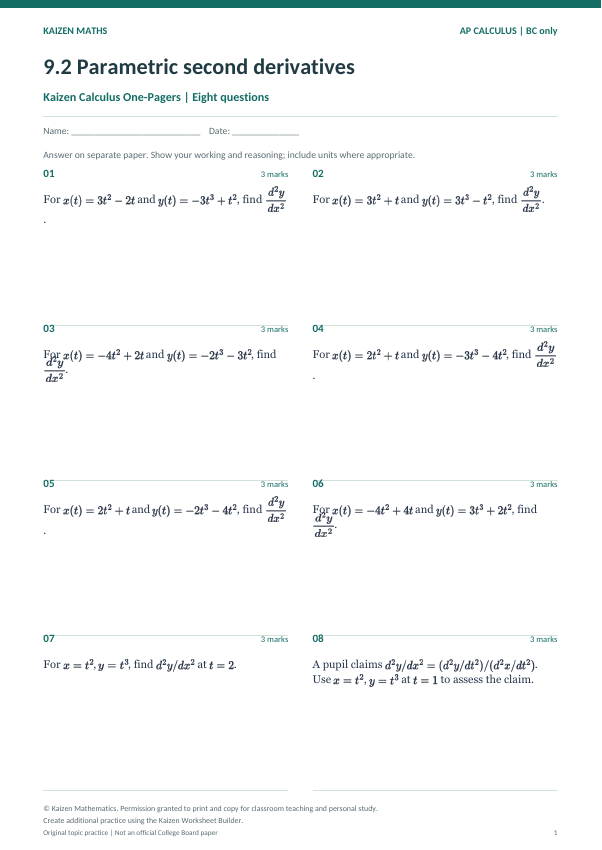 KAIZEN MATHS
AP CALCULUS | BC only
9.2 Parametric second derivatives
Kaizen Calculus One-Pagers | Eight questions
Name: ____________________________ Date: ______________
Answer on separate paper. Show your working and reasoning; include units where appropriate.
01 3 marks
For x(t) = 3t² − 2t and y(t) = −3t³ + t², find d²y/dx²
.
02 3 marks
For x(t) = 3t² + t and y(t) = 3t³ − t², find d²y/dx².
03 3 marks
For x(t) = −4t² + 2t and y(t) = −2t³ − 3t², find
d²y/dx².
04 3 marks
For x(t) = 2t² + t and y(t) = −3t³ − 4t², find d²y/dx²
.
05 3 marks
For x(t) = 2t² + t and y(t) = −2t³ − 4t², find d²y/dx²
.
06 3 marks
For x(t) = −4t² + 4t and y(t) = 3t³ + 2t², find
d²y/dx².
07 3 marks
For x = t², y = t³, find d²y/dx² at t = 2.
08 3 marks
A pupil claims d²y/dx² = (d²y/dt²)/(d²x/dt²).
Use x = t², y = t³ at t = 1 to assess the claim.
© Kaizen Mathematics. Permission granted to print and copy for classroom teaching and personal study.
Create additional practice using the Kaizen Worksheet Builder.
Original topic practice | Not an official College Board paper
1